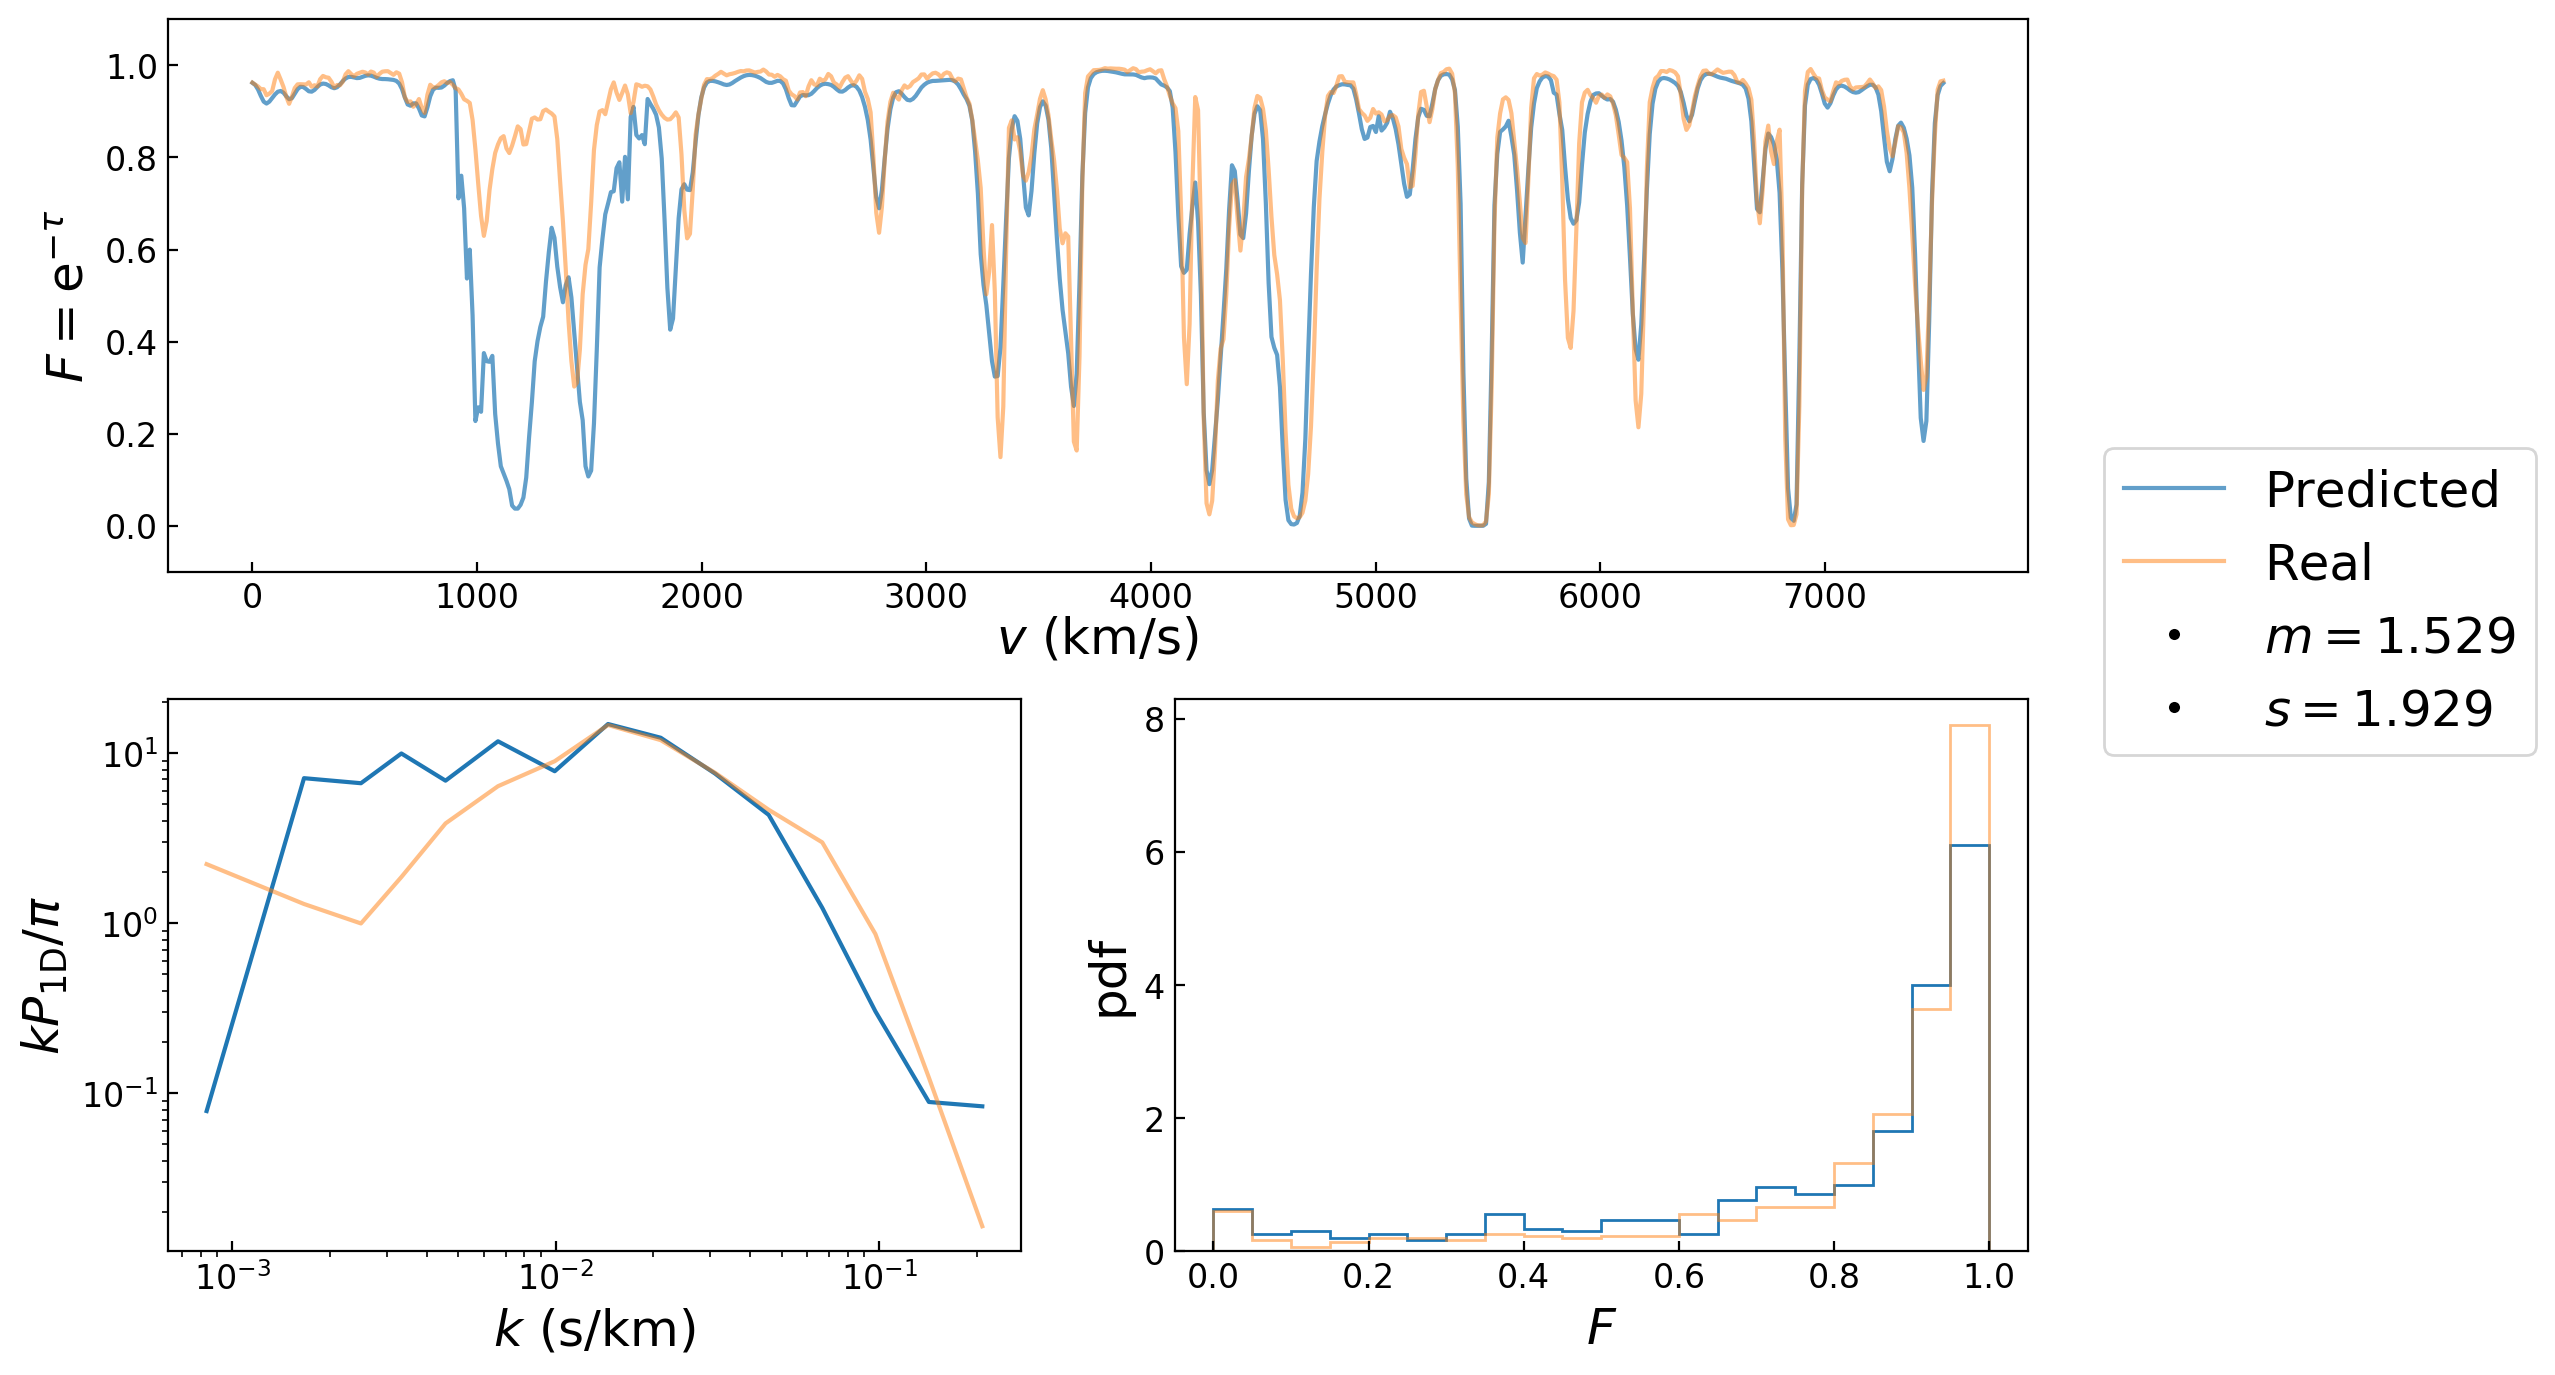 F = e^{-τ}
1.0
0.8
0.6
0.4
0.2
0.0
0 1000 2000 3000 4000 5000 6000 7000
v (km/s)
Predicted
Real
m = 1.529
s = 1.929
kP_{1D}/π
10^1
10^0
10^{-1}
10^{-3} 10^{-2} 10^{-1}
k (s/km)
pdf
8
6
4
2
0
0.0 0.2 0.4 0.6 0.8 1.0
F